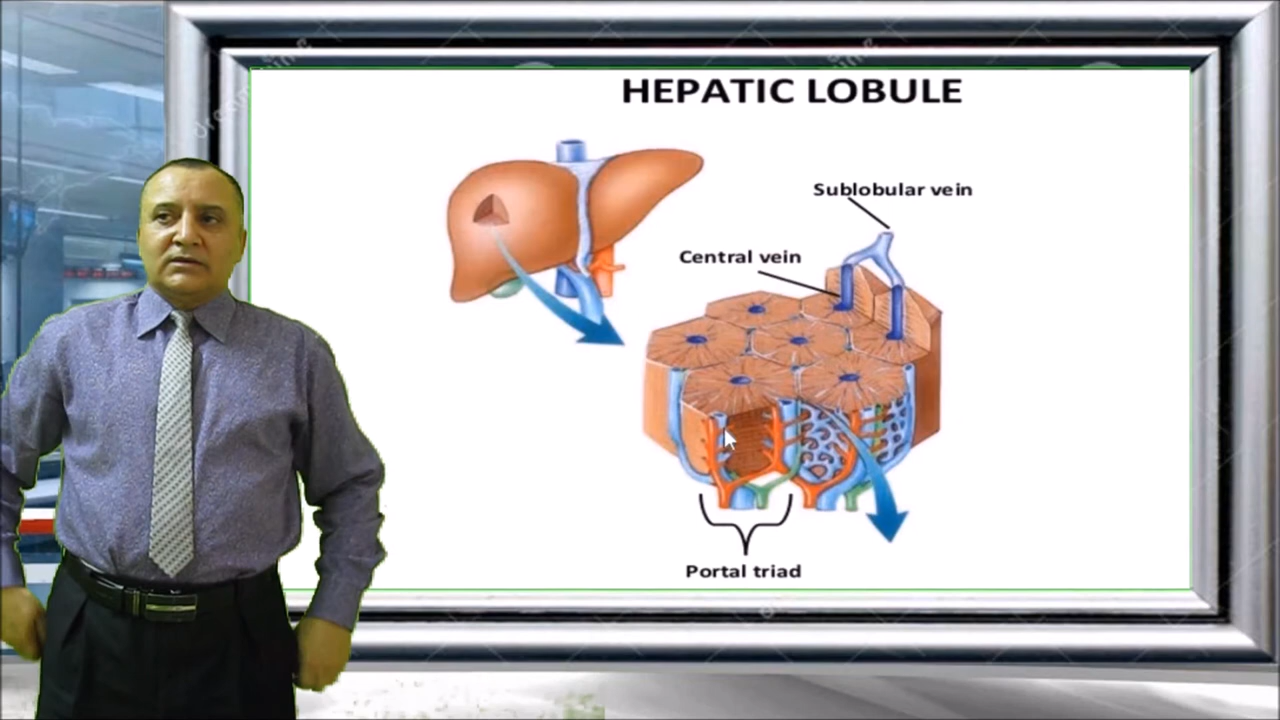 HEPATIC LOBULE
Sublobular vein
Central vein
Portal triad